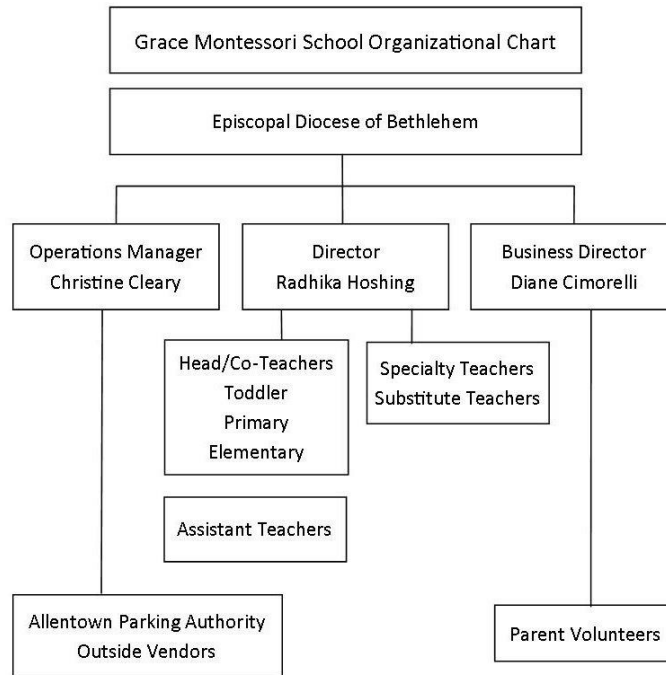 Grace Montessori School Organizational Chart
Episcopal Diocese of Bethlehem
Operations Manager
Christine Cleary
Director
Radhika Hoshing
Business Director
Diane Cimorelli
Head/Co-Teachers
Toddler
Primary
Elementary
Specialty Teachers
Substitute Teachers
Assistant Teachers
Allentown Parking Authority
Outside Vendors
Parent Volunteers